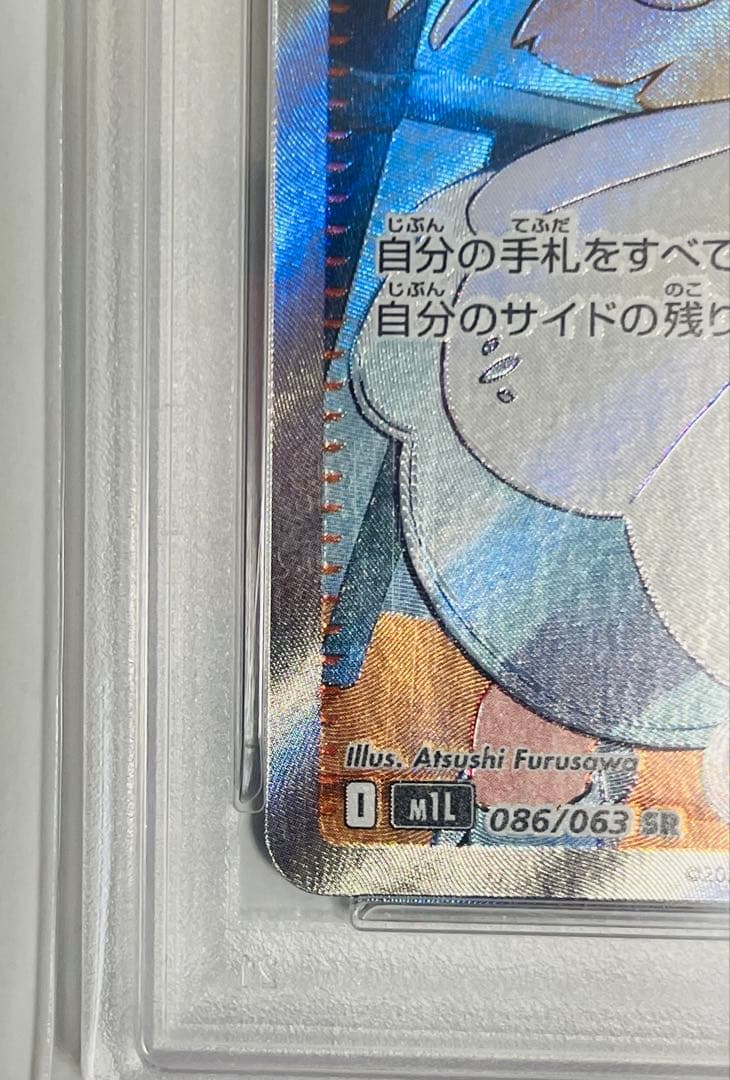 じぶん てふだ
自分の手札をすべて
じぶん のこ
自分のサイドの残り
Illus. Atsushi Furusawa
I M1L 086/063 SR
©20